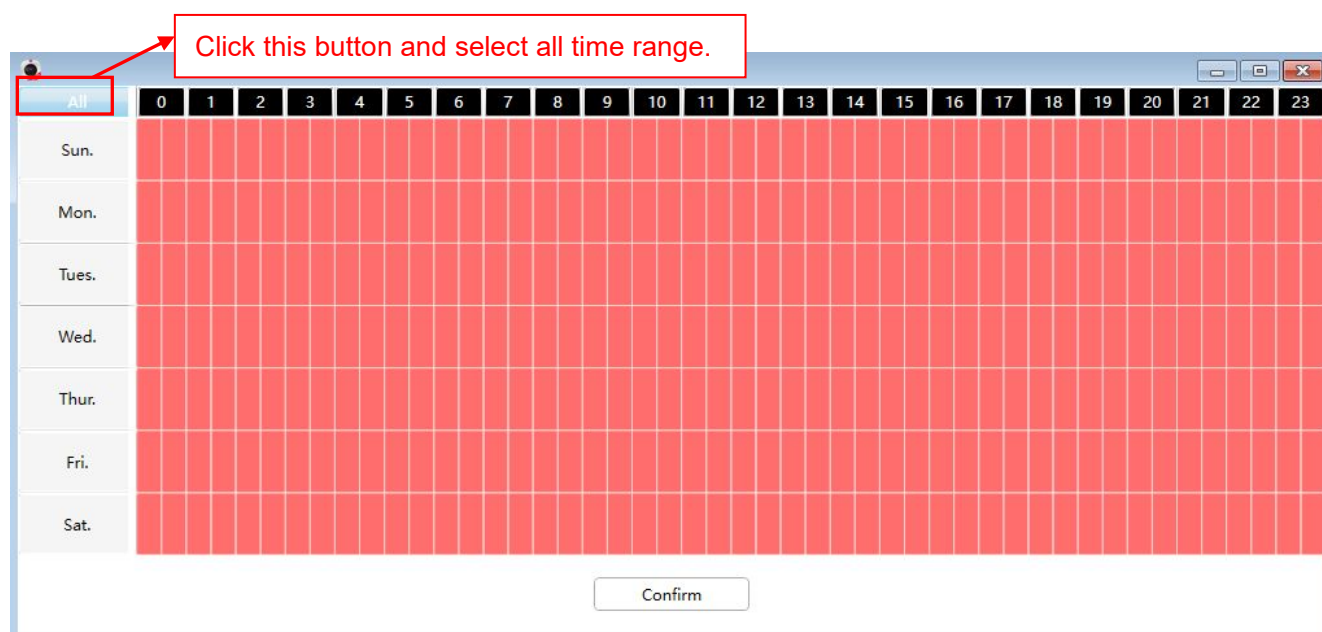 Click this button and select all time range.
All 0 1 2 3 4 5 6 7 8 9 10 11 12 13 14 15 16 17 18 19 20 21 22 23
Sun.
Mon.
Tues.
Wed.
Thur.
Fri.
Sat.
Confirm